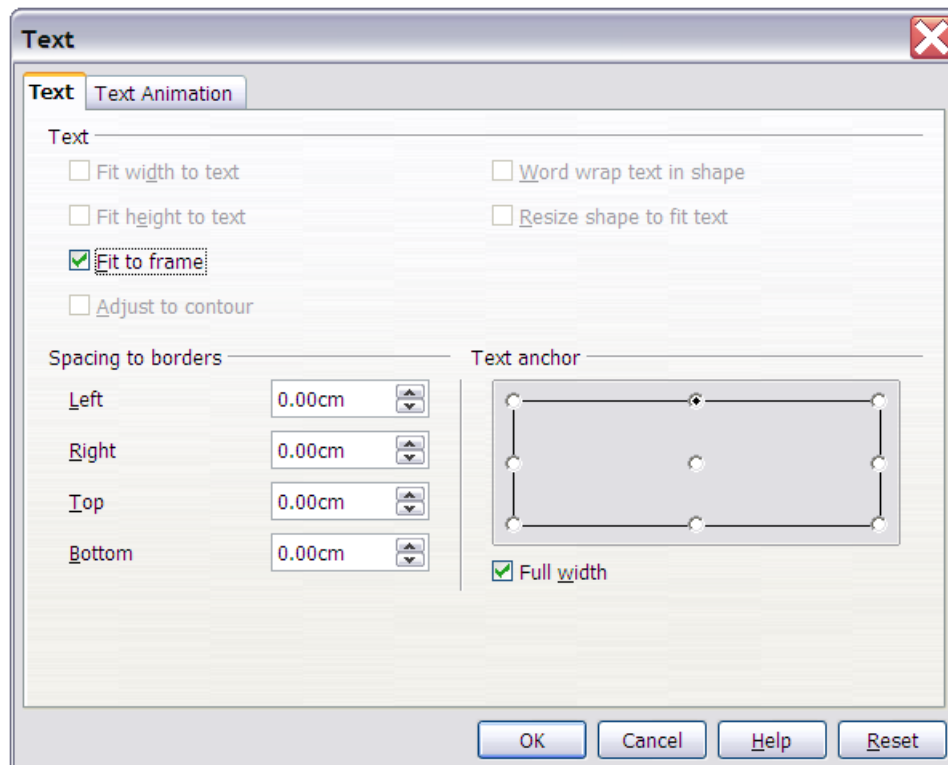 Text
Text Text Animation
Text
Fit width to text Word wrap text in shape
Fit height to text Resize shape to fit text
Fit to frame
Adjust to contour
Spacing to borders Text anchor
Left 0.00cm
Right 0.00cm
Top 0.00cm
Bottom 0.00cm
Full width
OK Cancel Help Reset